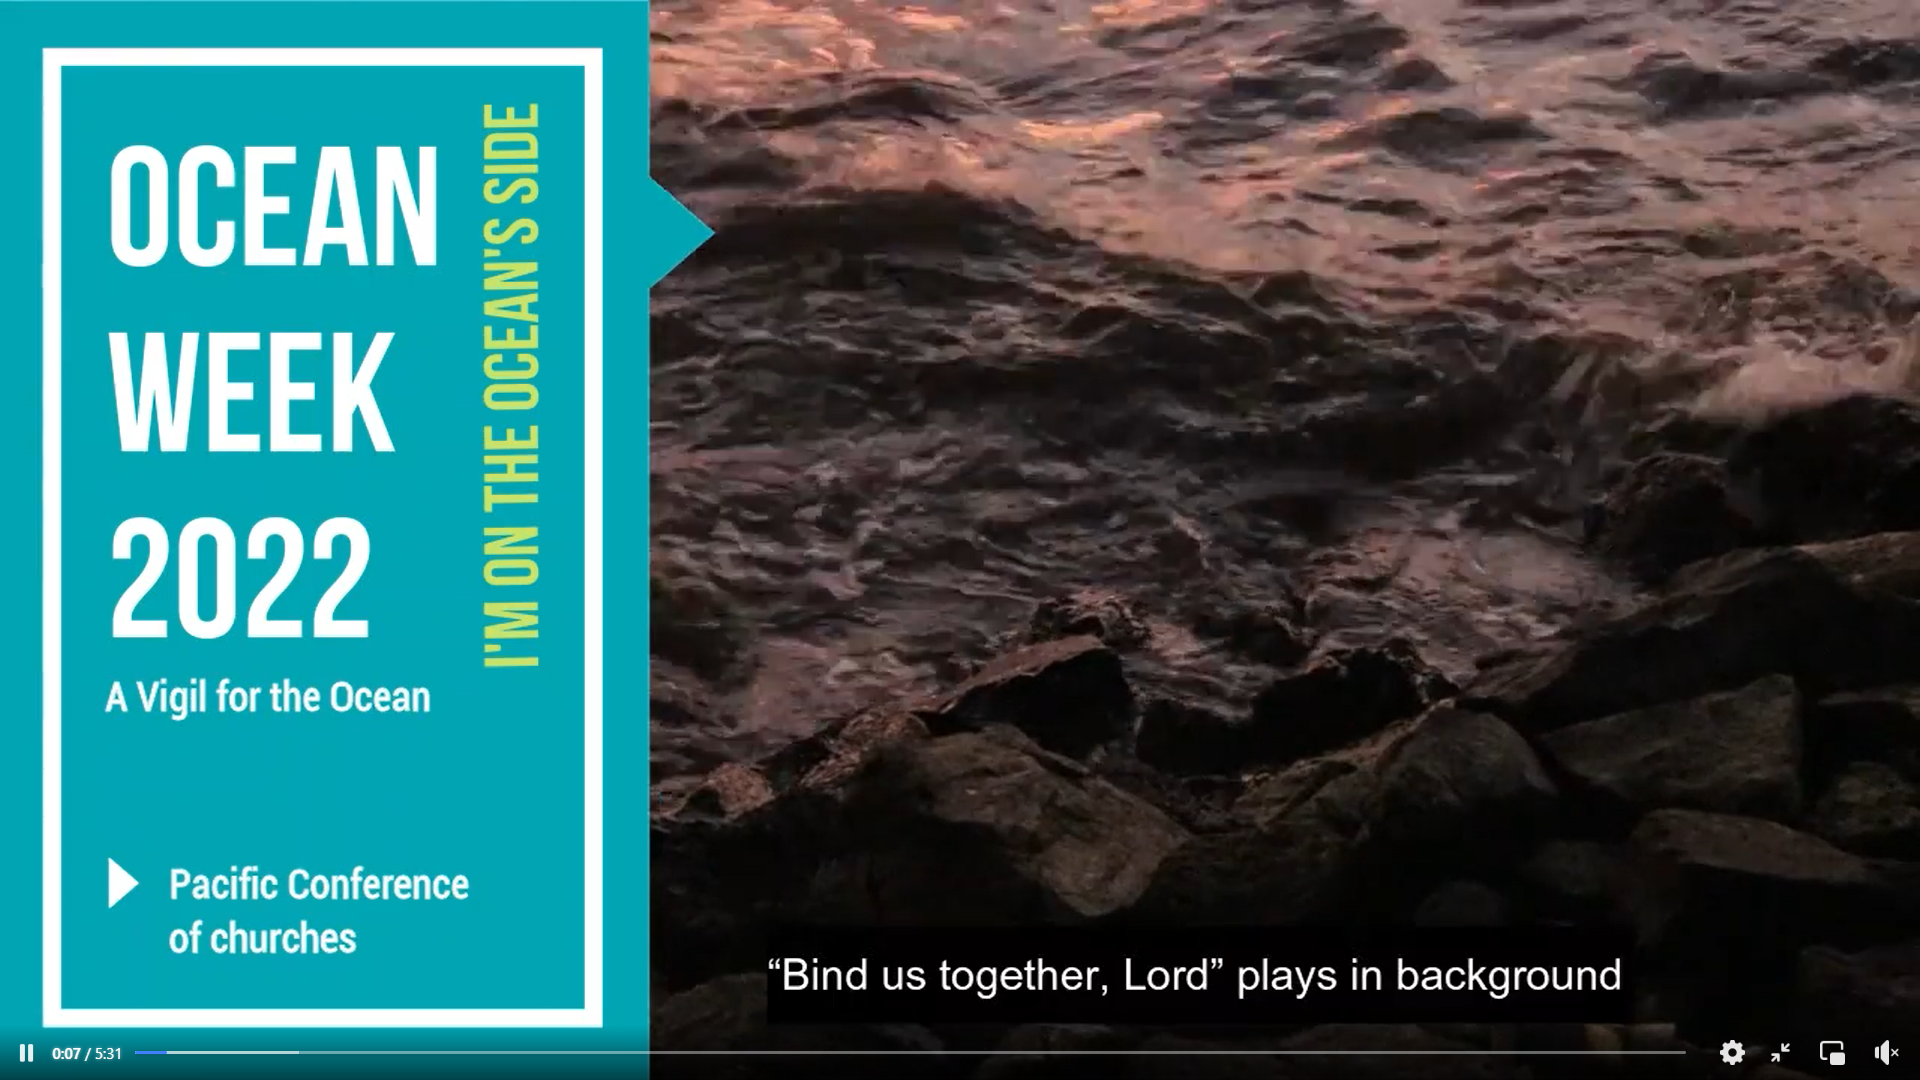 OCEAN
WEEK
2022
I'M ON THE OCEAN'S SIDE
A Vigil for the Ocean
Pacific Conference
of churches
“Bind us together, Lord” plays in background
0:07 / 5:31